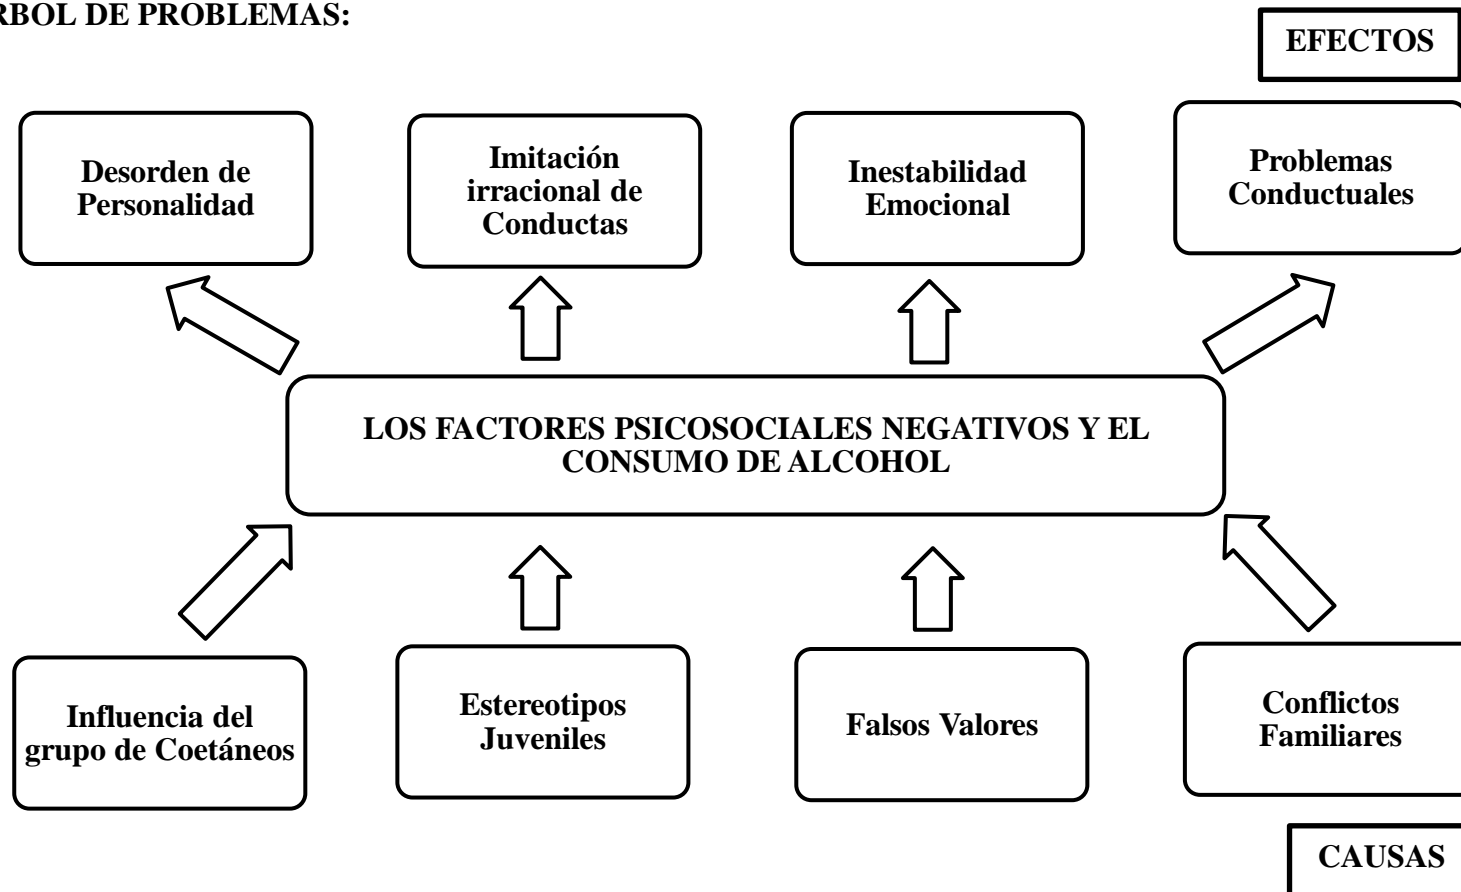 RBOL DE PROBLEMAS:
EFECTOS
Desorden de
Personalidad
Imitación
irracional de
Conductas
Inestabilidad
Emocional
Problemas
Conductuales
LOS FACTORES PSICOSOCIALES NEGATIVOS Y EL
CONSUMO DE ALCOHOL
Influencia del
grupo de Coetáneos
Estereotipos
Juveniles
Falsos Valores
Conflictos
Familiares
CAUSAS